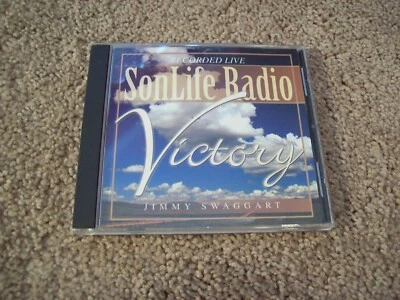 RECORDED LIVE
SonLife Radio
Victory
JIMMY SWAGGART